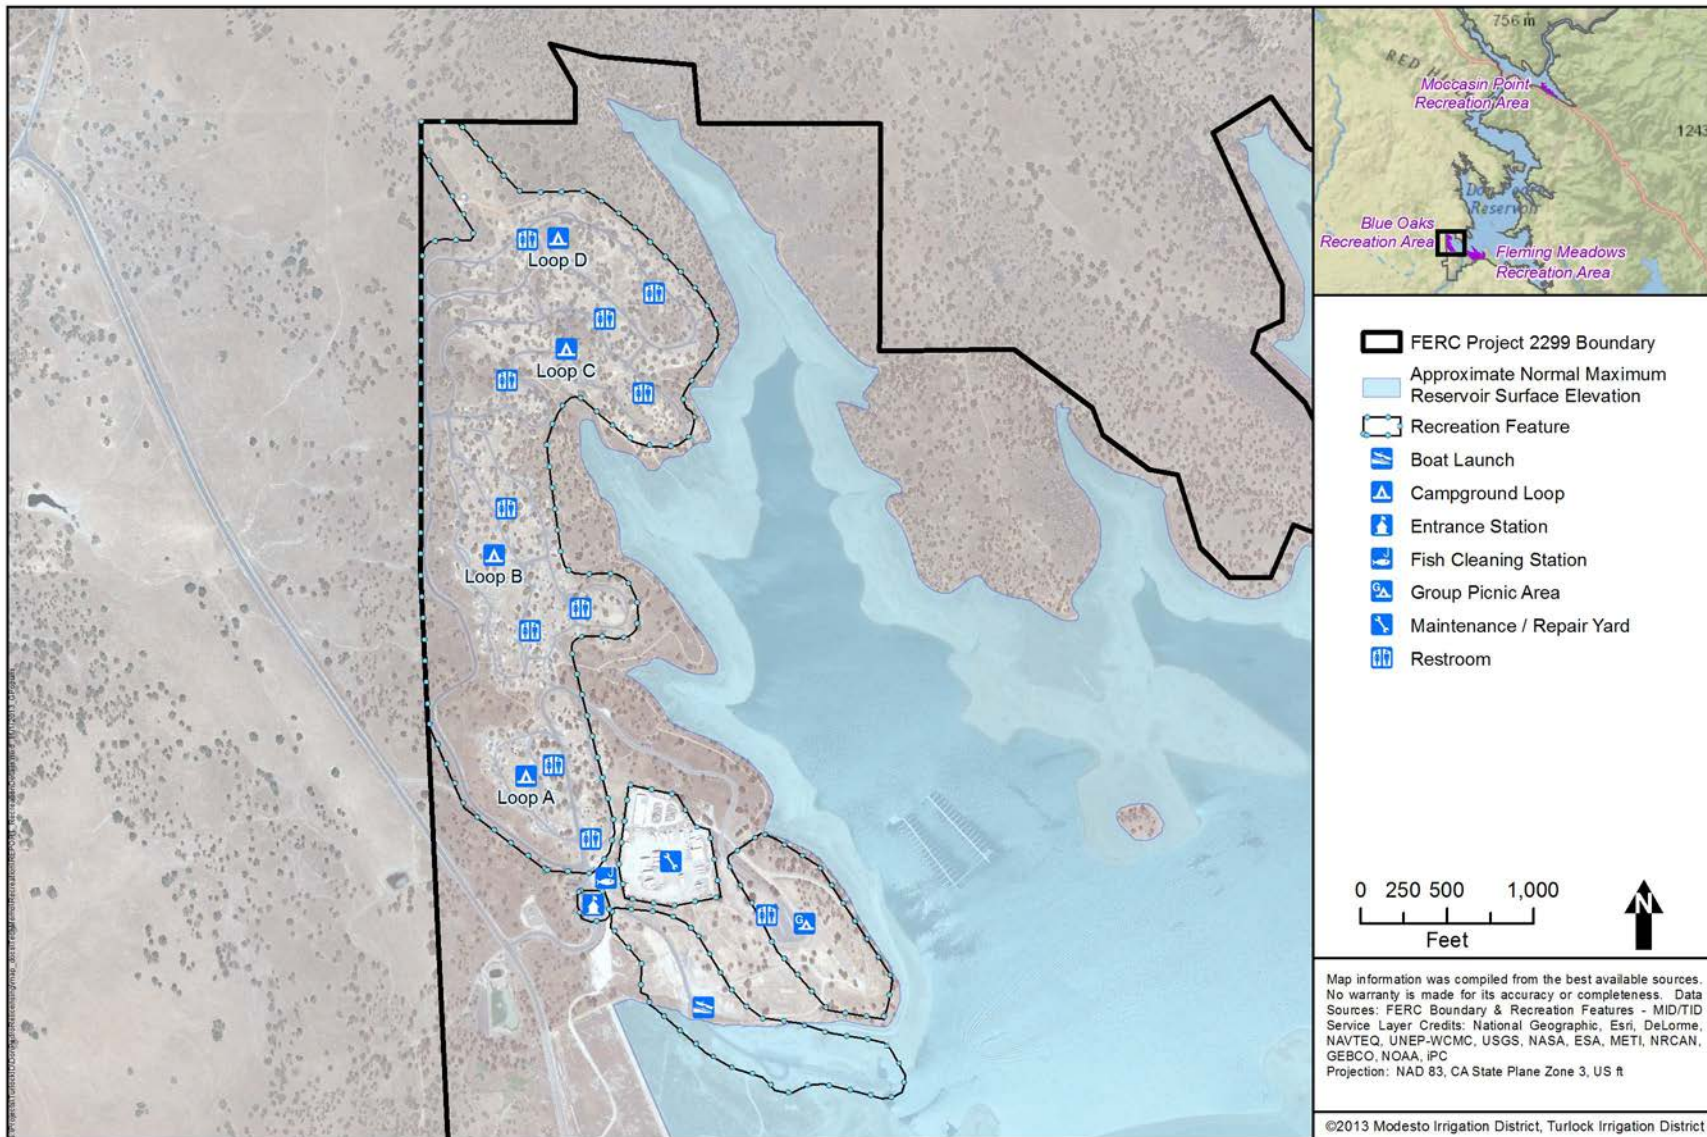 Loop D
Loop C
Loop B
Loop A
756 m
RED H
Moccasin Point
Recreation Area
1243
Reservoir
Blue Oaks
Recreation Area
Fleming Meadows
Recreation Area
FERC Project 2299 Boundary
Approximate Normal Maximum
Reservoir Surface Elevation
Recreation Feature
Boat Launch
Campground Loop
Entrance Station
Fish Cleaning Station
G
Group Picnic Area
Maintenance / Repair Yard
Restroom
G
0 250 500 1,000
Feet
N
Map information was compiled from the best available sources.
No warranty is made for its accuracy or completeness. Data
Sources: FERC Boundary & Recreation Features - MID/TID
Service Layer Credits: National Geographic, Esri, DeLorme,
NAVTEQ, UNEP-WCMC, USGS, NASA, ESA, METI, NRCAN,
GEBCO, NOAA, iPC
Projection: NAD 83, CA State Plane Zone 3, US ft
©2013 Modesto Irrigation District, Turlock Irrigation District